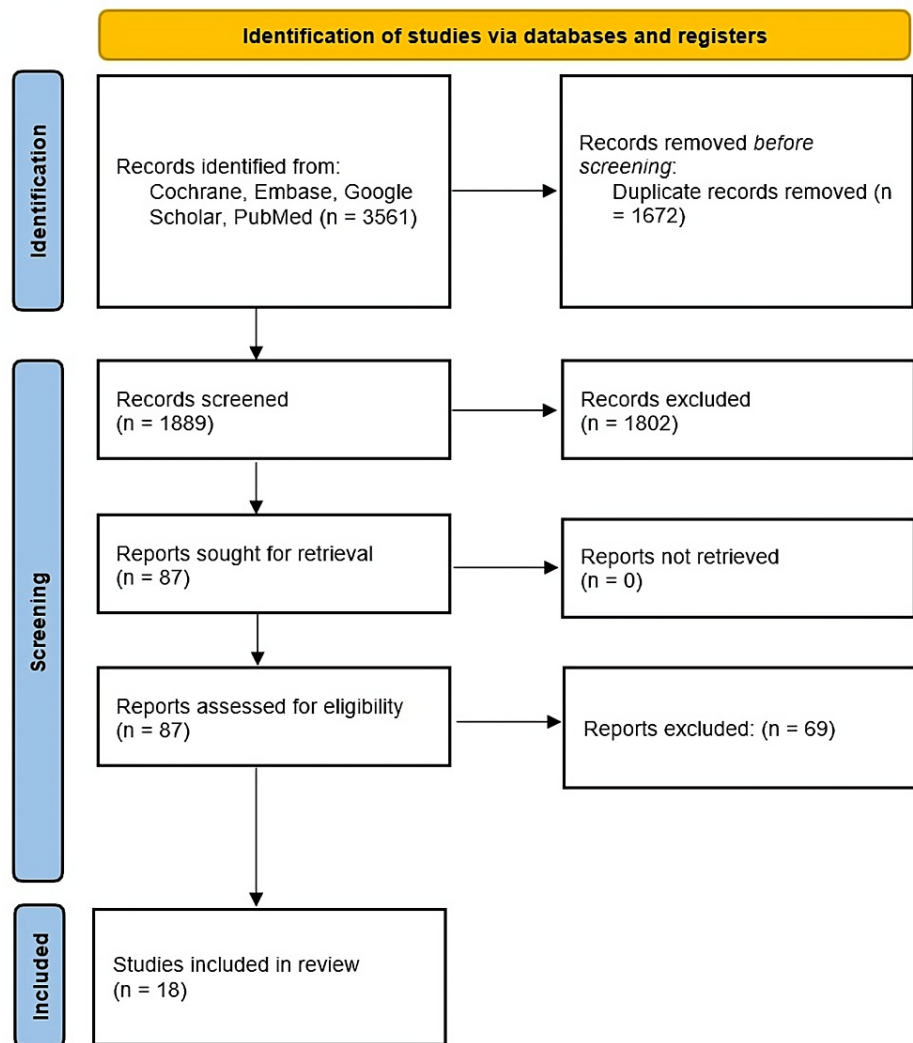 Identification of studies via databases and registers
Identification
Records identified from:
Cochrane, Embase, Google
Scholar, PubMed (n = 3561)
Records removed before
screening:
Duplicate records removed (n
= 1672)
Screening
Records screened
(n = 1889)
Records excluded
(n = 1802)
Reports sought for retrieval
(n = 87)
Reports not retrieved
(n = 0)
Reports assessed for eligibility
(n = 87)
Reports excluded: (n = 69)
Included
Studies included in review
(n = 18)